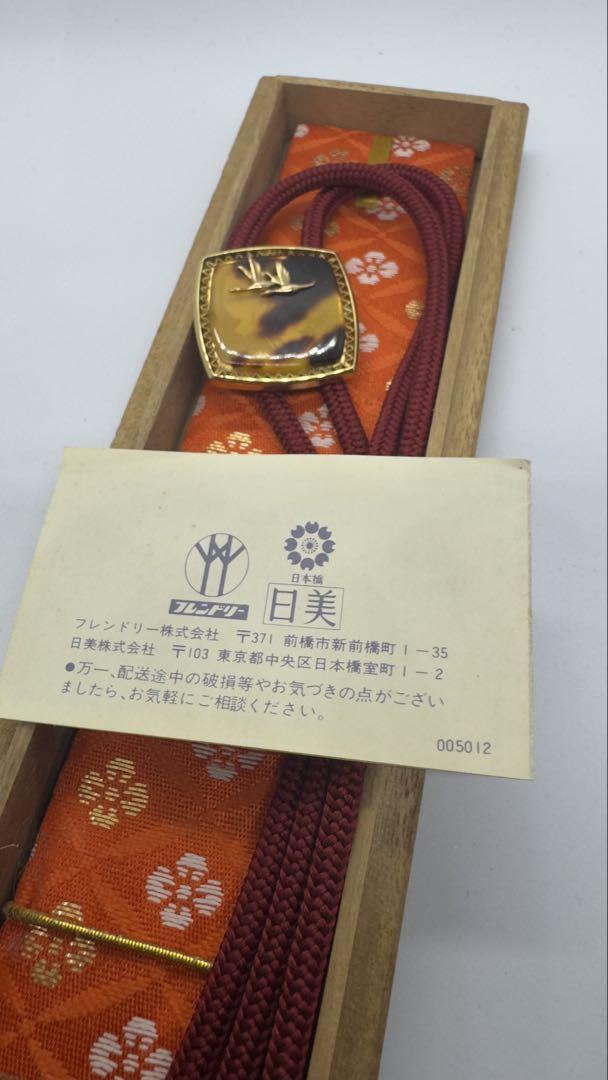 フレンドリー
日本橋
日美
フレンドリー株式会社 〒371 前橋市新前橋町1-35
日美株式会社 〒103 東京都中央区日本橋室町1-2
●万一、配送途中の破損等やお気づきの点がござい
ましたら、お気軽にご相談ください。
005012